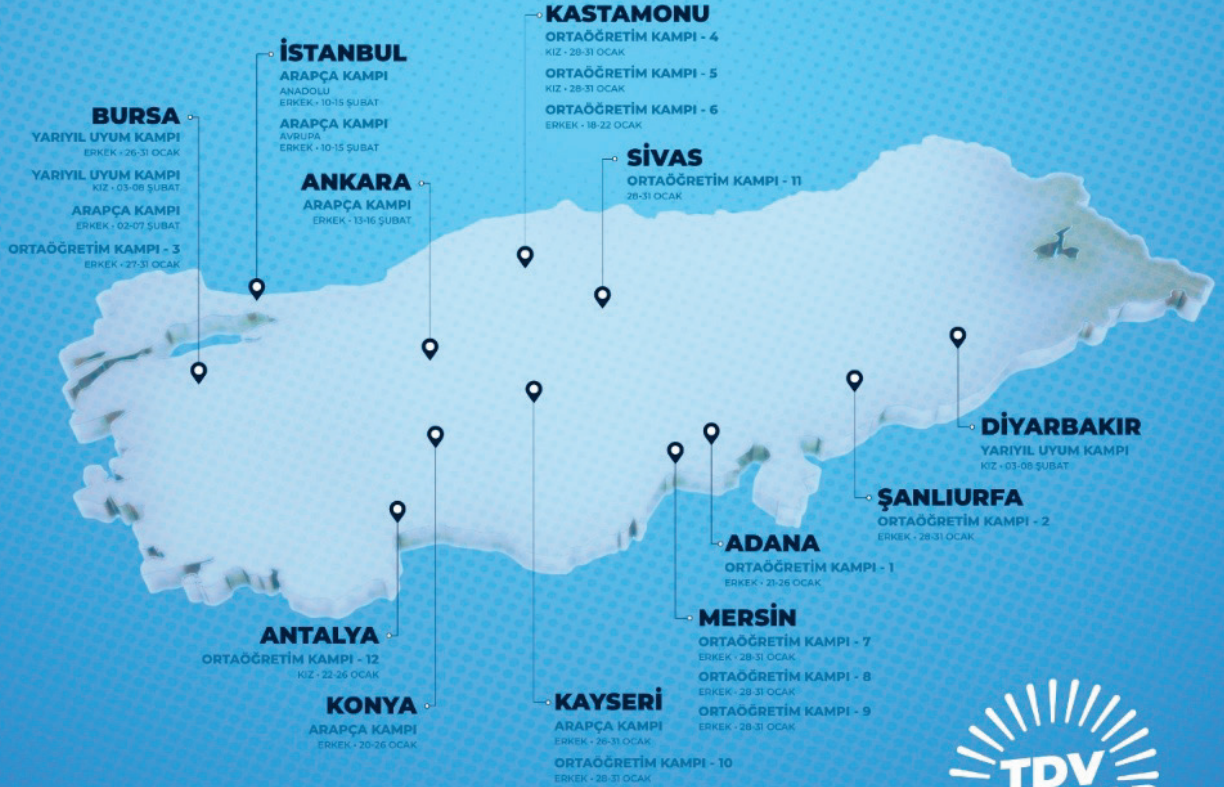 KASTAMONU
ORTAÖĞRETİM KAMPI - 4
KIZ • 28-31 OCAK
ORTAÖĞRETİM KAMPI - 5
KIZ • 28-31 OCAK
ORTAÖĞRETİM KAMPI - 6
ERKEK • 18-22 OCAK
İSTANBUL
ARAPÇA KAMPI
ANADOLU
ERKEK • 10-15 ŞUBAT
ARAPÇA KAMPI
AVRUPA
ERKEK • 10-15 ŞUBAT
BURSA
YARIYIL UYUM KAMPI
ERKEK • 26-31 OCAK
YARIYIL UYUM KAMPI
KIZ • 03-08 ŞUBAT
ARAPÇA KAMPI
ERKEK • 02-07 ŞUBAT
ORTAÖĞRETİM KAMPI - 3
ERKEK • 27-31 OCAK
ANKARA
ARAPÇA KAMPI
ERKEK • 13-16 ŞUBAT
SİVAS
ORTAÖĞRETİM KAMPI - 11
28-31 OCAK
DİYARBAKIR
YARIYIL UYUM KAMPI
KIZ • 03-08 ŞUBAT
ŞANLIURFA
ORTAÖĞRETİM KAMPI - 2
ERKEK • 28-31 OCAK
ADANA
ORTAÖĞRETİM KAMPI - 1
ERKEK • 21-26 OCAK
MERSİN
ORTAÖĞRETİM KAMPI - 7
ERKEK • 28-31 OCAK
ORTAÖĞRETİM KAMPI - 8
ERKEK • 28-31 OCAK
ORTAÖĞRETİM KAMPI - 9
ERKEK • 28-31 OCAK
ANTALYA
ORTAÖĞRETİM KAMPI - 12
KIZ • 22-26 OCAK
KONYA
ARAPÇA KAMPI
ERKEK • 20-26 OCAK
KAYSERİ
ARAPÇA KAMPI
ERKEK • 26-31 OCAK
ORTAÖĞRETİM KAMPI - 10
ERKEK • 28-31 OCAK
TDV